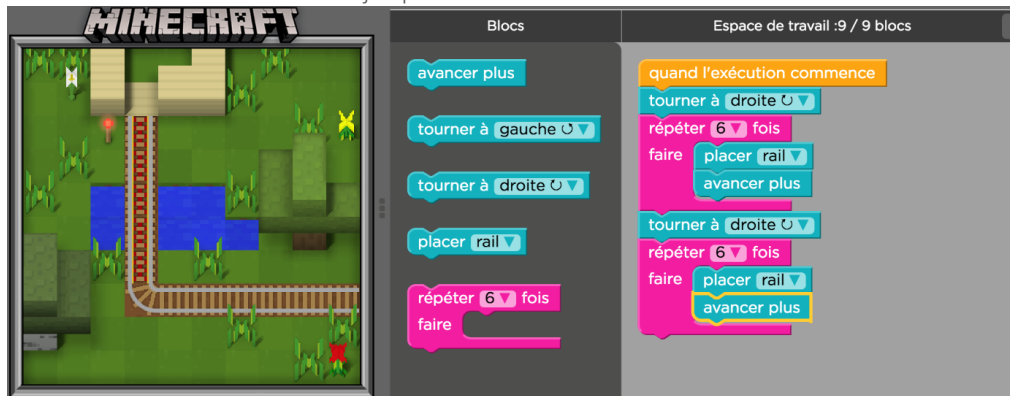 MINECRAFT
Blocs
Espace de travail :9 / 9 blocs
avancer plus
tourner à gauche ↺ ▼
tourner à droite ↻ ▼
placer rail ▼
répéter 6 ▼ fois
faire
quand l'exécution commence
tourner à droite ↻ ▼
répéter 6 ▼ fois
faire placer rail ▼
avancer plus
tourner à droite ↻ ▼
répéter 6 ▼ fois
faire placer rail ▼
avancer plus